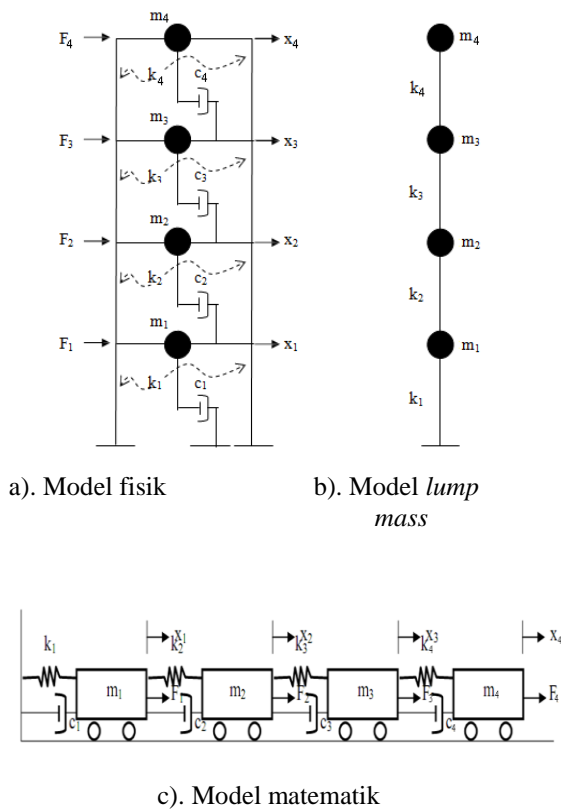 m₄ m₄
F₄ x₄
k₄ c₄
k₄
m₃
F₃ x₃ m₃
k₃ c₃
k₃
m₂
F₂ x₂ m₂
k₂ c₂
k₂
m₁
F₁ x₁ m₁
k₁ c₁
k₁
a). Model fisik b). Model lump
mass
x₁ x₂ x₃ x₄
k₁ k₂ k₃ k₄
m₁ F₁ m₂ F₂ m₃ F₃ m₄ F₄
c₁ c₂ c₃ c₄
c). Model matematik